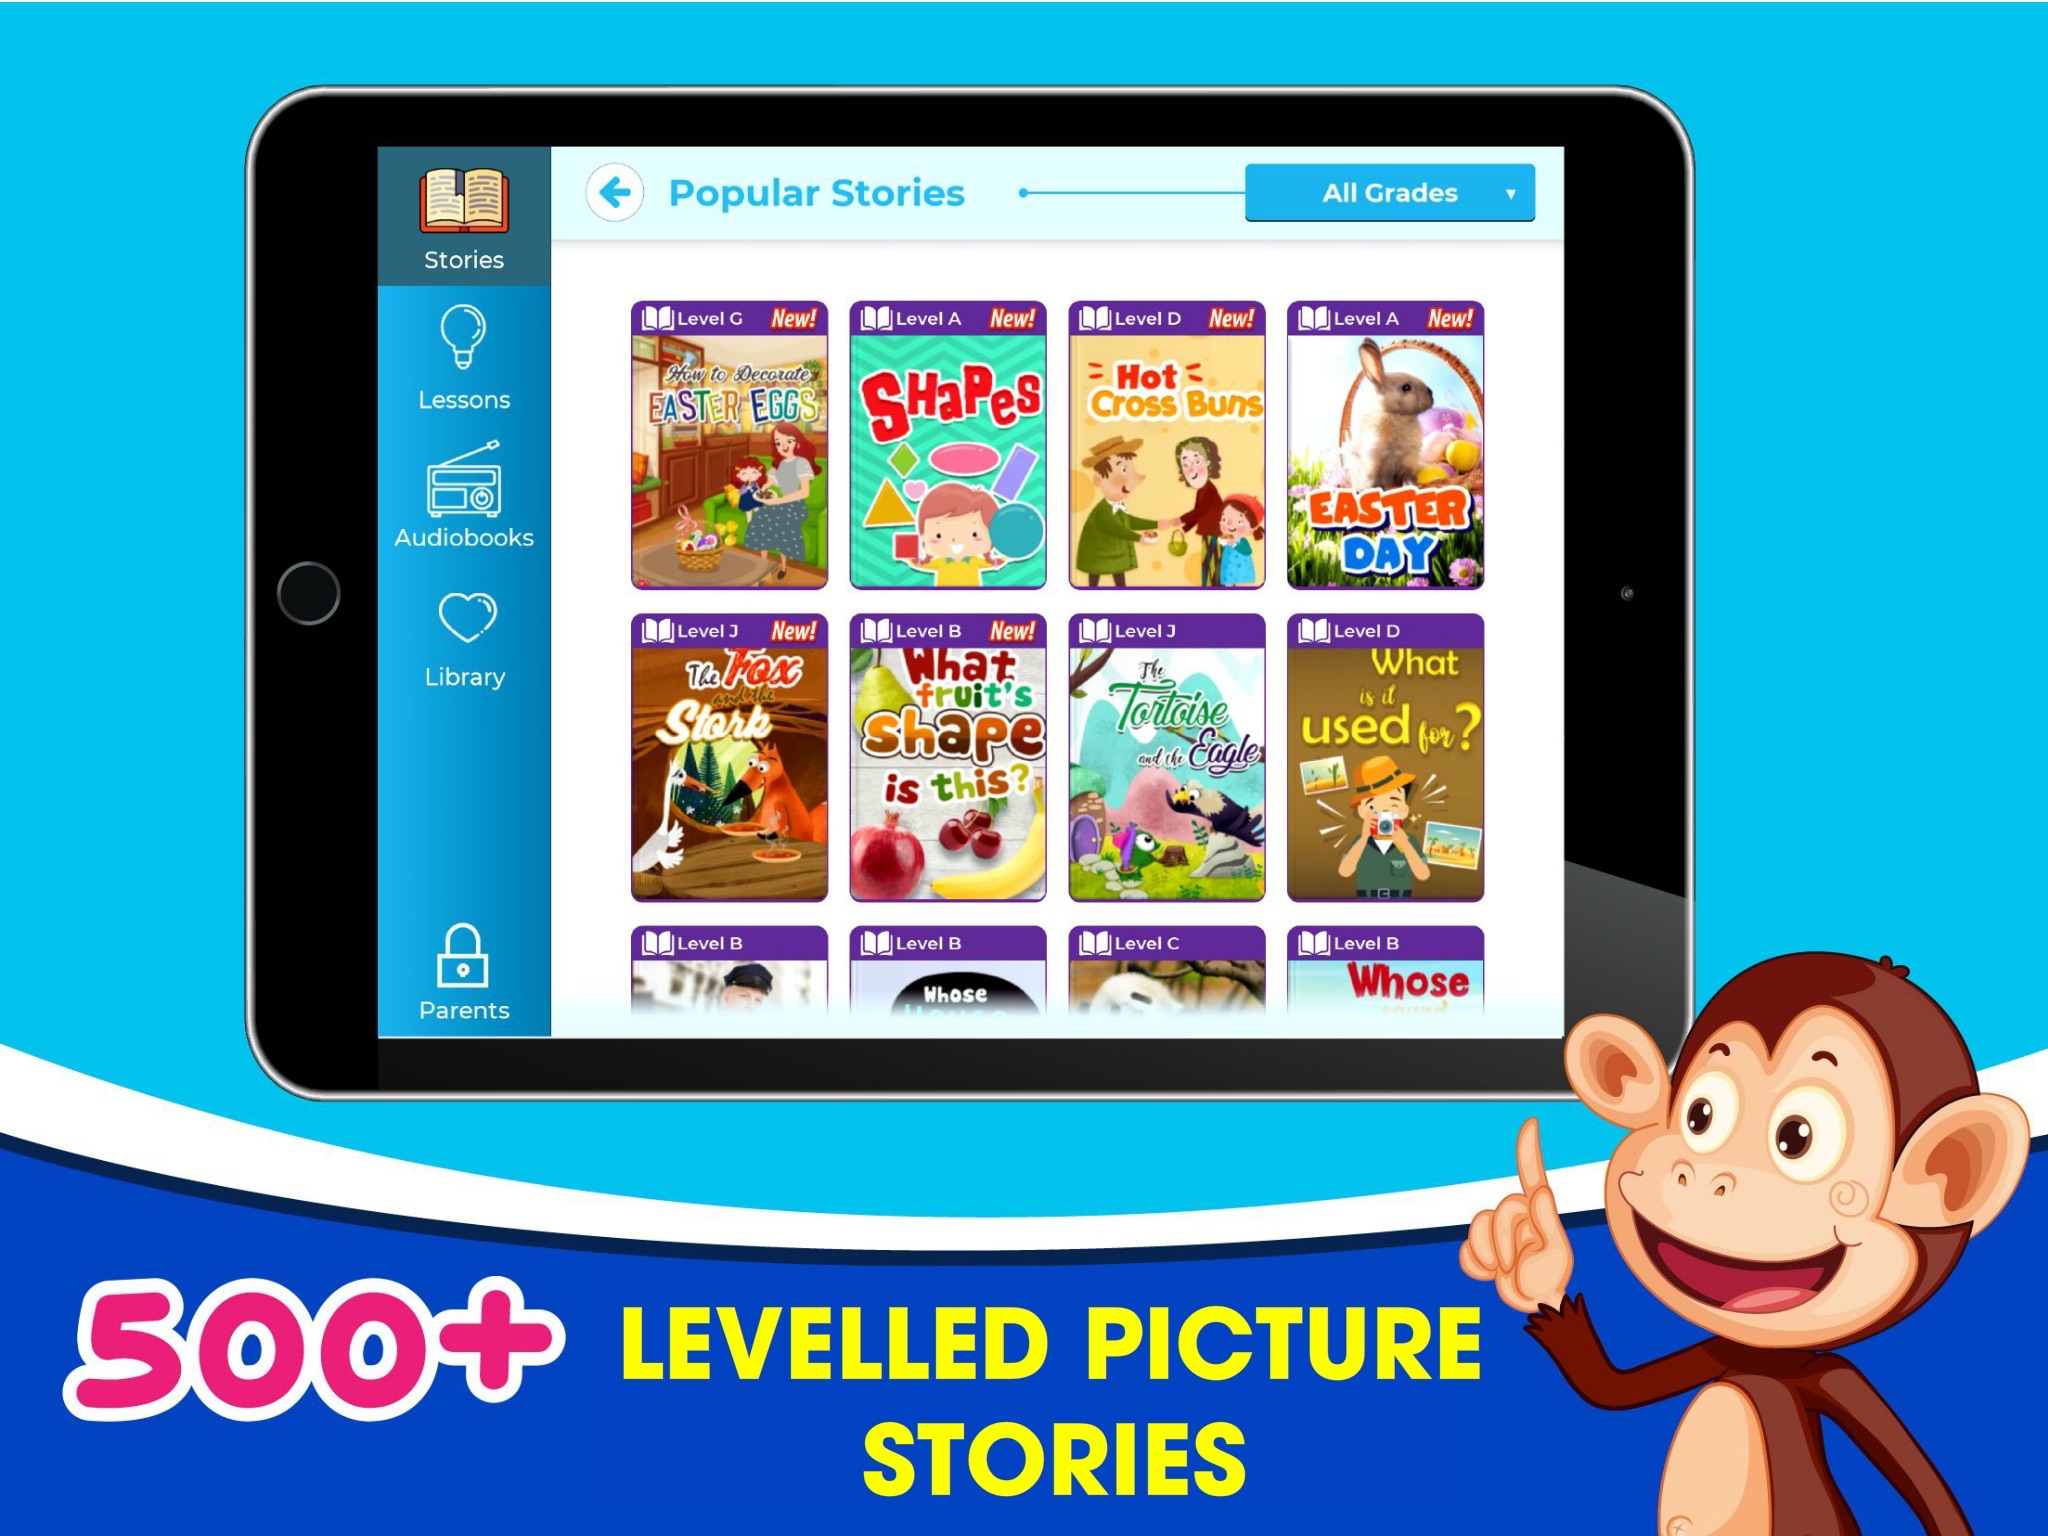 Stories
Lessons
Audiobooks
Library
Parents
Popular Stories
All Grades
Level G New!
How to Decorate
EASTER EGGS
Level A New!
SHaPes
Level D New!
Hot
Cross Buns
Level A New!
EASTER
DAY
Level J New!
The Fox
and the
Stork
Level B New!
What
fruit's
shape
is this?
Level J
The
Tortoise
and the Eagle
Level D
What
is it
used for?
Level B
Level B
Whose
House
Level C
Level B
Whose
sound
500+ LEVELLED PICTURE
STORIES